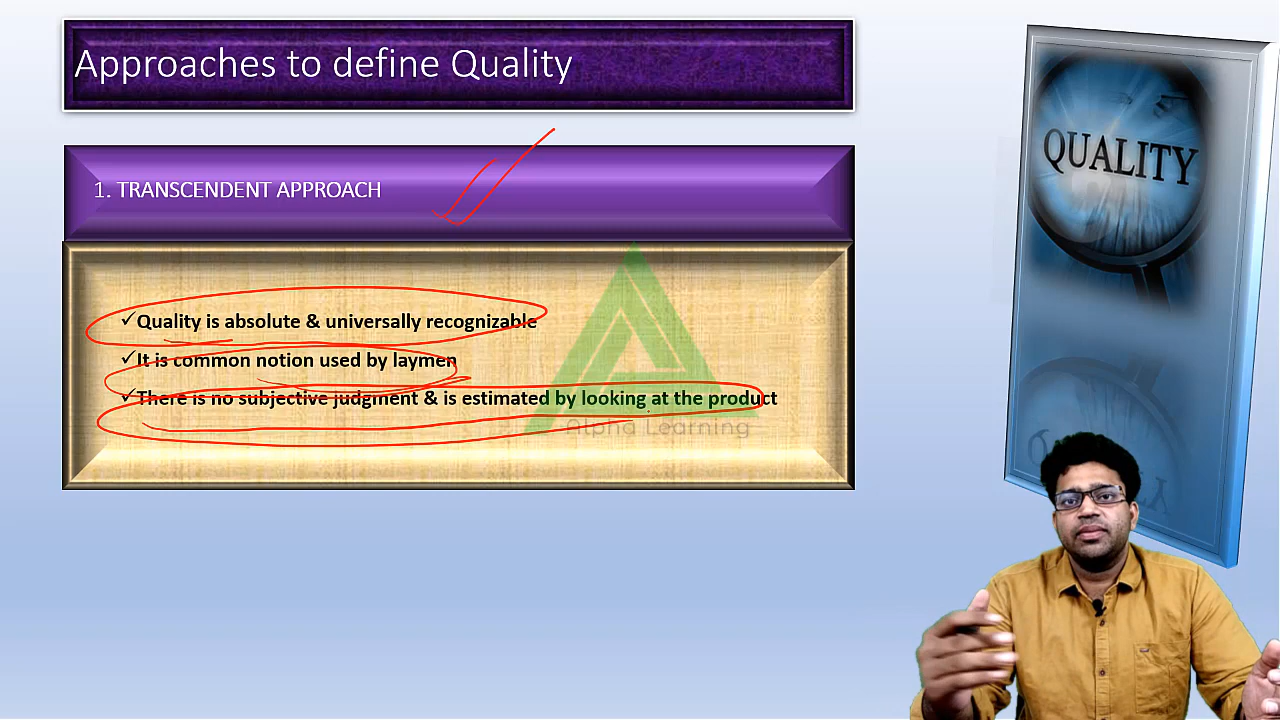 Approaches to define Quality
1. TRANSCENDENT APPROACH
✓Quality is absolute & universally recognizable
✓It is common notion used by laymen
✓There is no subjective judgment & is estimated by looking at the product
Alpha Learning
QUALITY